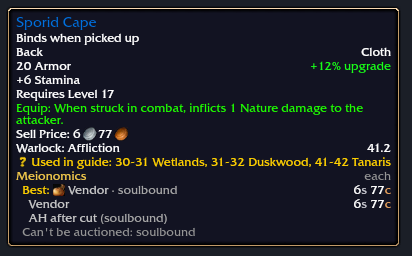 Sporid Cape
Binds when picked up
Back Cloth
20 Armor +12% upgrade
+6 Stamina
Requires Level 17
Equip: When struck in combat, inflicts 1 Nature damage to the
attacker.
Sell Price: 6 77
Warlock: Affliction 41.2
? Used in guide: 30-31 Wetlands, 31-32 Duskwood, 41-42 Tanaris
Meionomics each
Best: Vendor · soulbound 6s 77c
Vendor 6s 77c
AH after cut (soulbound)
Can't be auctioned: soulbound